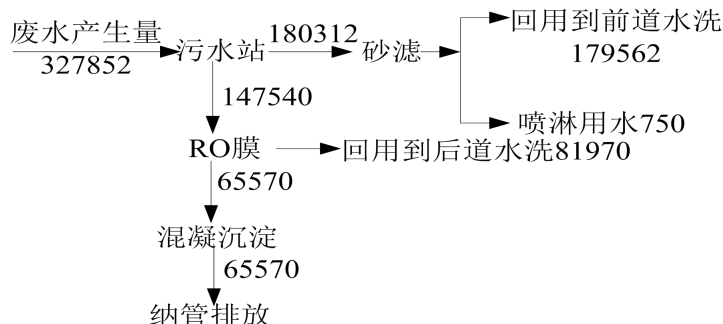 废水产生量
327852
污水站
180312
砂滤
回用到前道水洗
179562
喷淋用水750
147540
RO膜
回用到后道水洗81970
65570
混凝沉淀
65570
纳管排放